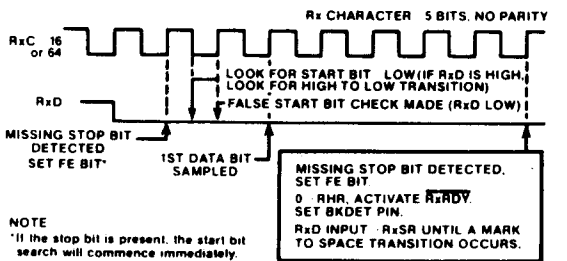 Rx CHARACTER 5 BITS, NO PARITY
RxC 16
or 64
LOOK FOR START BIT LOW (IF RxD IS HIGH,
LOOK FOR HIGH TO LOW TRANSITION)
RxD
FALSE START BIT CHECK MADE (RxD LOW)
MISSING STOP BIT
DETECTED
SET FE BIT*
1ST DATA BIT
SAMPLED
MISSING STOP BIT DETECTED,
SET FE BIT.
0 RHR, ACTIVATE RxRDY.
SET BKDET PIN.
RxD INPUT RxSR UNTIL A MARK
TO SPACE TRANSITION OCCURS.
NOTE
*If the stop bit is present, the start bit
search will commence immediately.